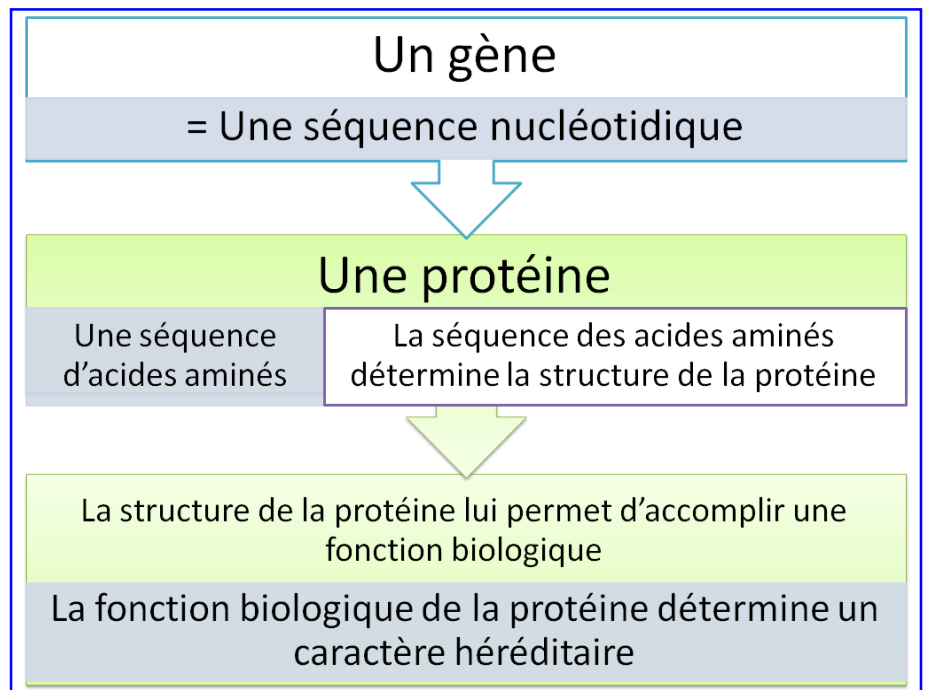 Un gène
= Une séquence nucléotidique
Une protéine
Une séquence
d’acides aminés
La séquence des acides aminés
détermine la structure de la protéine
La structure de la protéine lui permet d’accomplir une
fonction biologique
La fonction biologique de la protéine détermine un
caractère héréditaire